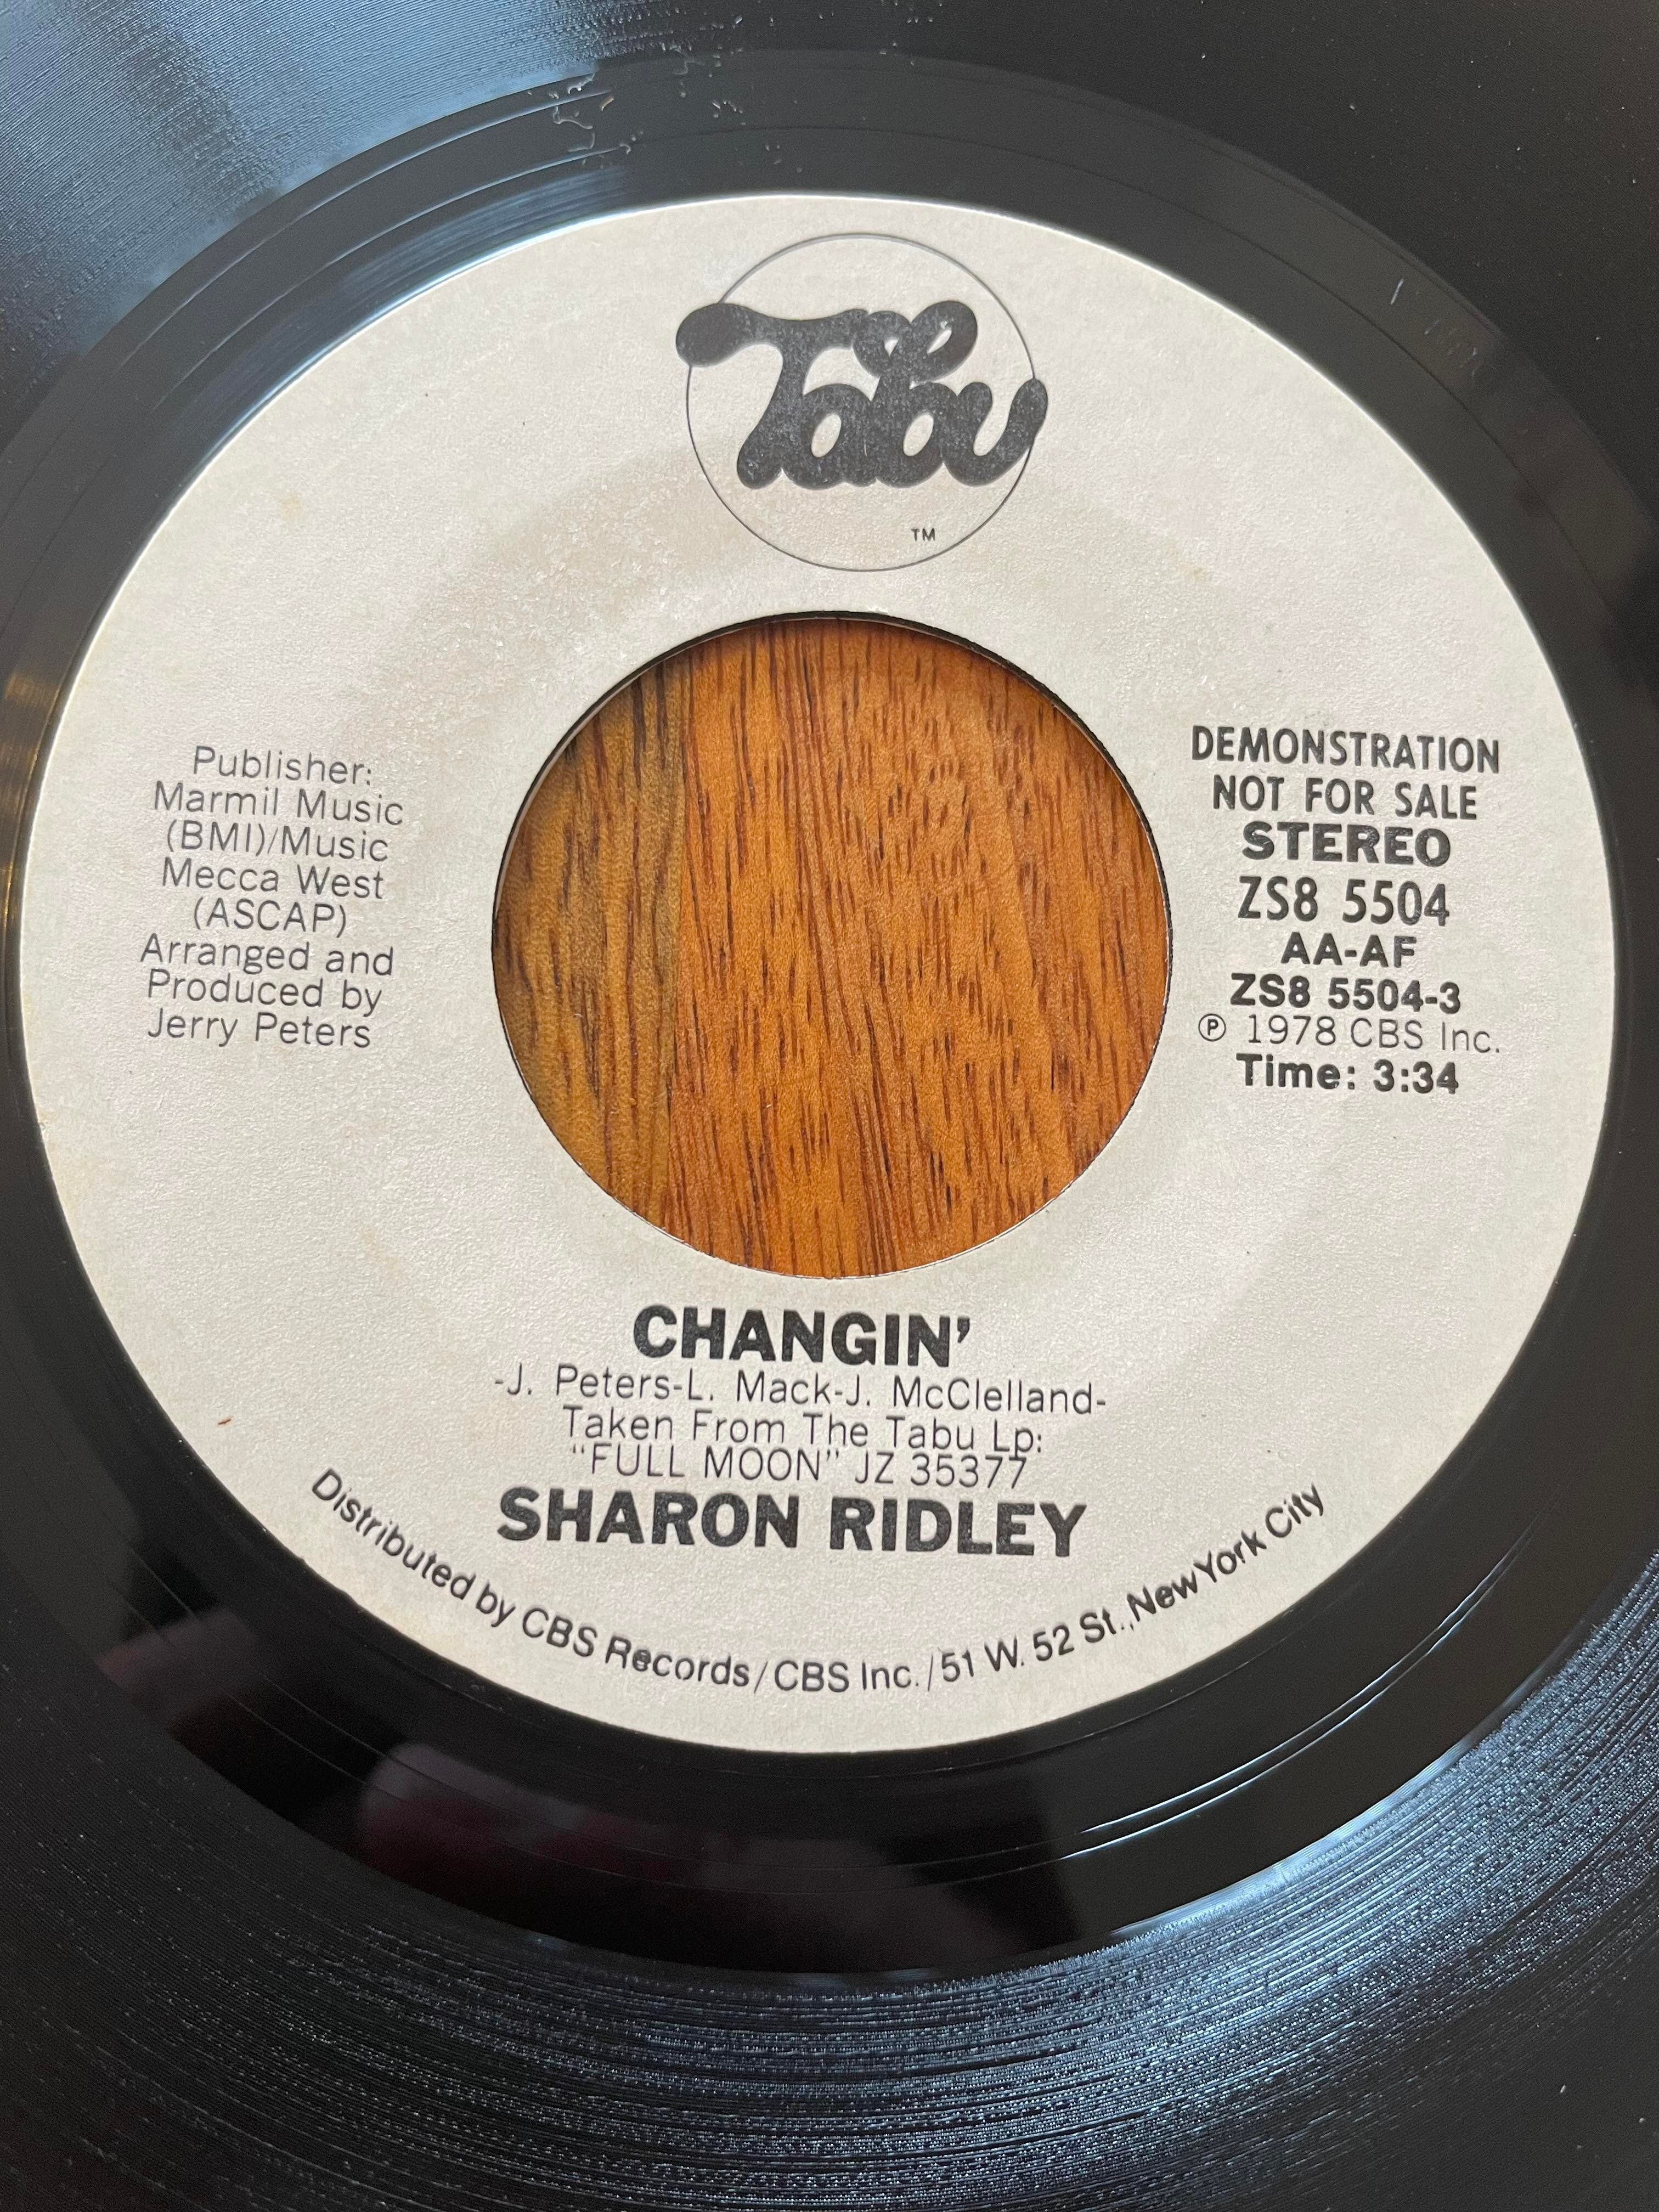 Tabu
TM
Publisher:
Marmil Music
(BMI)/Music
Mecca West
(ASCAP)
Arranged and
Produced by
Jerry Peters
DEMONSTRATION
NOT FOR SALE
STEREO
ZS8 5504
AA-AF
ZS8 5504-3
℗ 1978 CBS Inc.
Time: 3:34
CHANGIN’
-J. Peters-L. Mack-J. McClelland-
Taken From The Tabu Lp:
“FULL MOON” JZ 35377
SHARON RIDLEY
Distributed by CBS Records/CBS Inc./51 W. 52 St., New York City